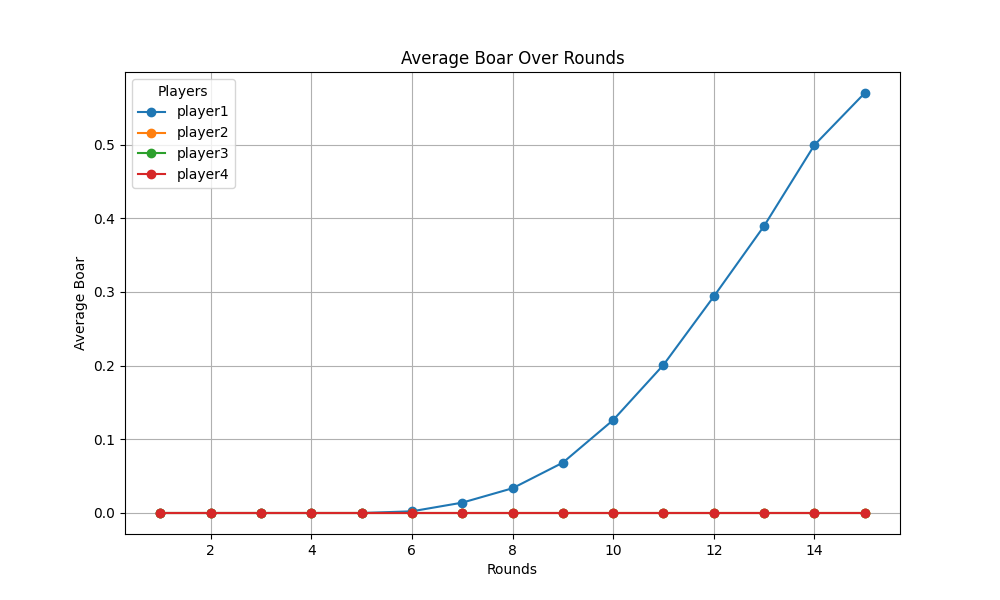 Average Boar Over Rounds
Players
player1
player2
player3
player4
Average Boar
0.5
0.4
0.3
0.2
0.1
0.0
2 4 6 8 10 12 14
Rounds